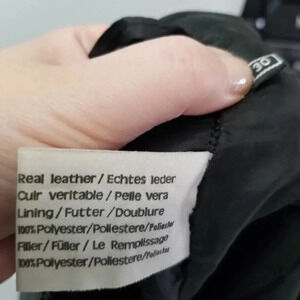 30
Real leather/Echtes leder
Cuir veritable/Pelle vera
Lining/Futter/Doublure
100%Polyester/Poliestere/Poliester
Filler/Füller/Le Remplissage
100%Polyester/Poliestere/Poliester